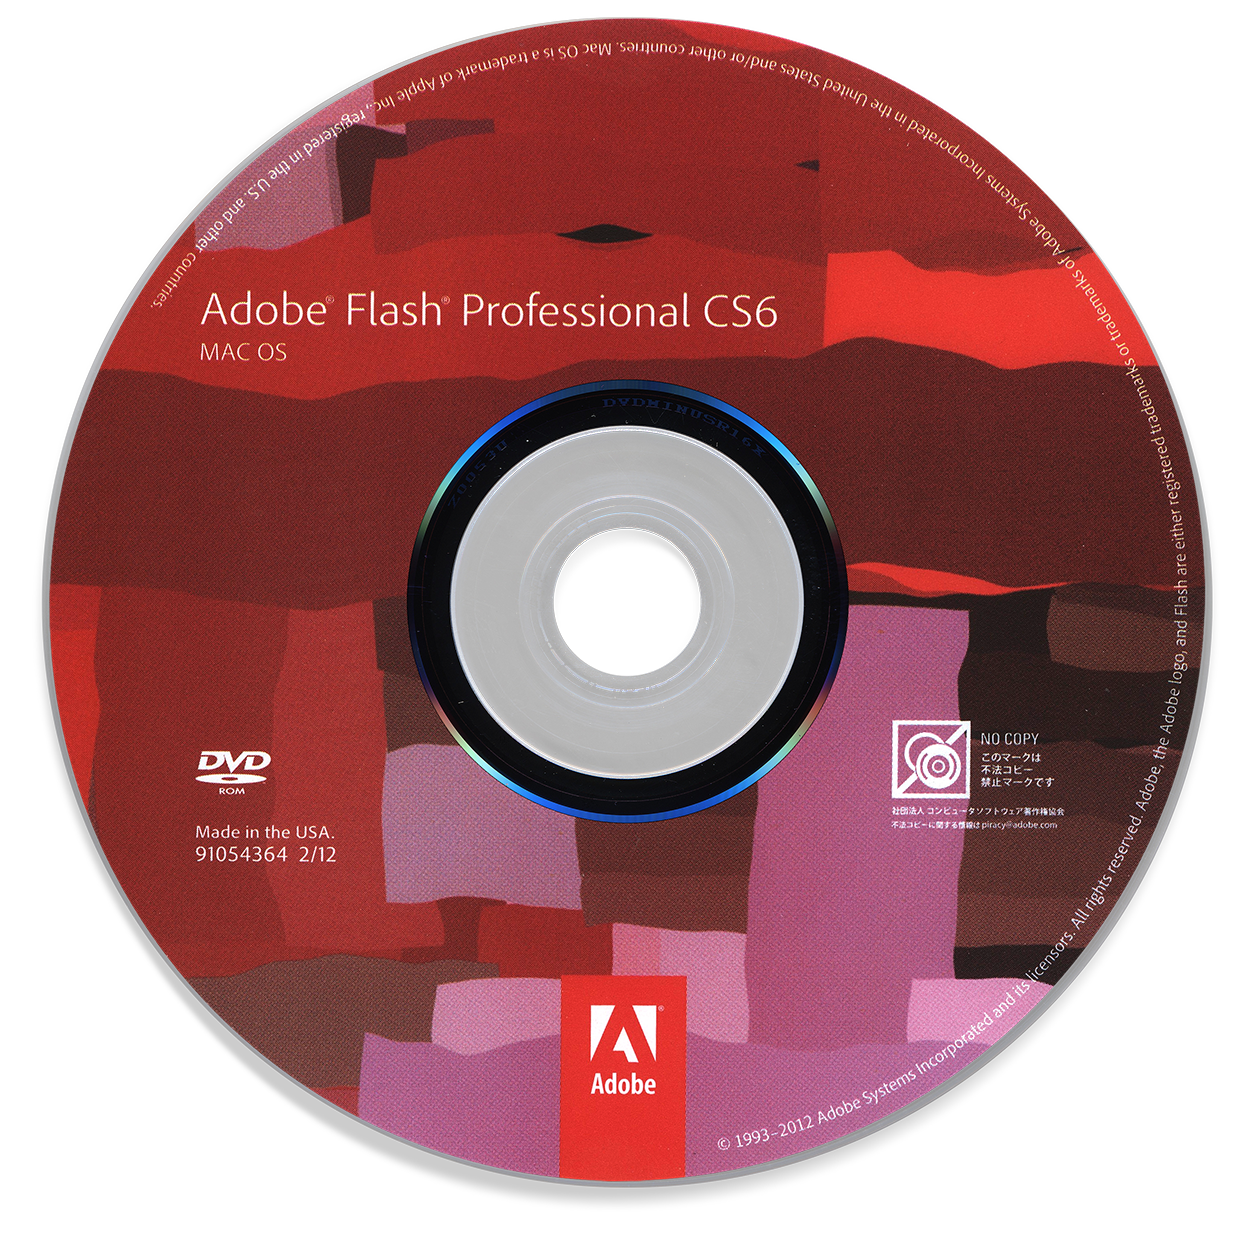 Adobe® Flash® Professional CS6
MAC OS
DVDMINUSR16X
DVD
ROM
Made in the USA.
91054364 2/12
NO COPY
このマークは
不法コピー
禁止マークです
社団法人 コンピュータソフトウェア著作権協会
不法コピーに関する情報は piracy@adobe.com
Adobe
© 1993–2012 Adobe Systems Incorporated and its licensors. All rights reserved. Adobe, the Adobe logo, and Flash are either registered trademarks or trademarks of Adobe Systems Incorporated in the United States and/or other countries. Mac OS is a trademark of Apple Inc., registered in the U.S. and other countries.